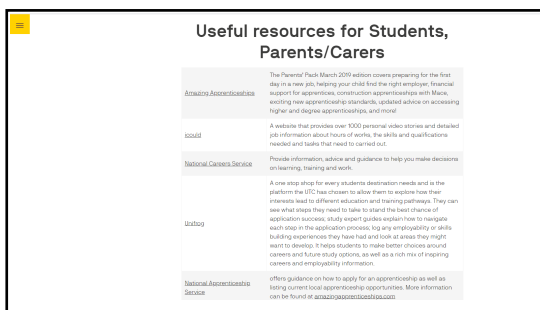 Useful resources for Students,
Parents/Carers
Amazing Apprenticeships
The Parents' Pack March 2019 edition covers preparing for the first
day in a new job, helping your child find the right employer, financial
support for apprentices, construction apprenticeships with Mace,
exciting new apprenticeship standards, updated advice on accessing
higher and degree apprenticeships, and more!
icould
A website that provides over 1000 personal video stories and detailed
job information about hours of work, the skills and qualifications
needed and tasks that need to carried out.
National Careers Service
Provide information, advice and guidance to help you make decisions
on learning, training and work.
Unifrog
A one stop shop for every students destination needs and is the
platform the UTC has chosen to allow them to explore how their
interests lead to different education and training pathways. They can
see what steps they need to take to stand the best chance of
application success; study expert guides explain how to navigate
each step in the application process; log any employability or skills
building experiences they have had and look at areas they might
want to develop. It helps students to make better choices around
careers and future study options, as well as a rich mix of inspiring
careers and employability information.
National Apprenticeship
Service
offers guidance on how to apply for an apprenticeship as well as
listing current local apprenticeship opportunities. More information
can be found at amazingapprenticeships.com